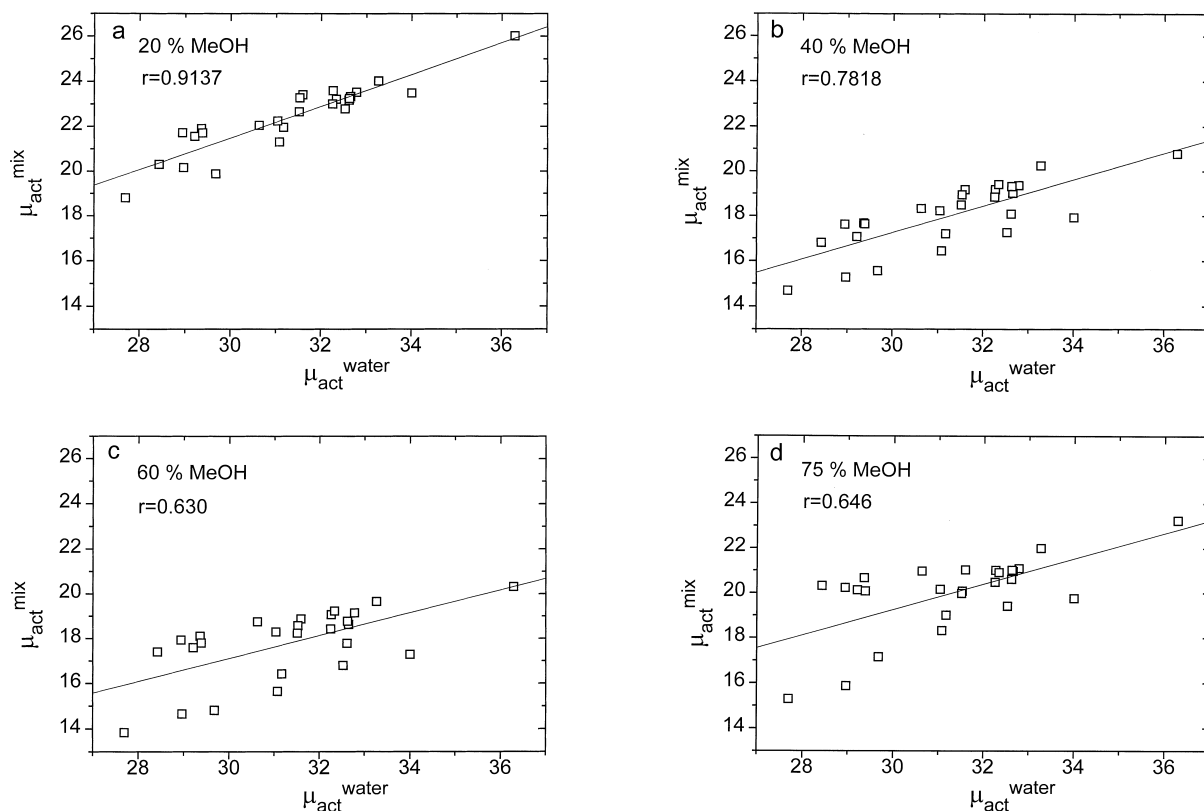 a
20 % MeOH
r=0.9137
26
24
22
20
18
16
14
μact mix
28 30 32 34 36
μact water
b
40 % MeOH
r=0.7818
26
24
22
20
18
16
14
μact mix
28 30 32 34 36
μact water
c
60 % MeOH
r=0.630
26
24
22
20
18
16
14
μact mix
28 30 32 34 36
μact water
d
75 % MeOH
r=0.646
26
24
22
20
18
16
14
μact mix
28 30 32 34 36
μact water